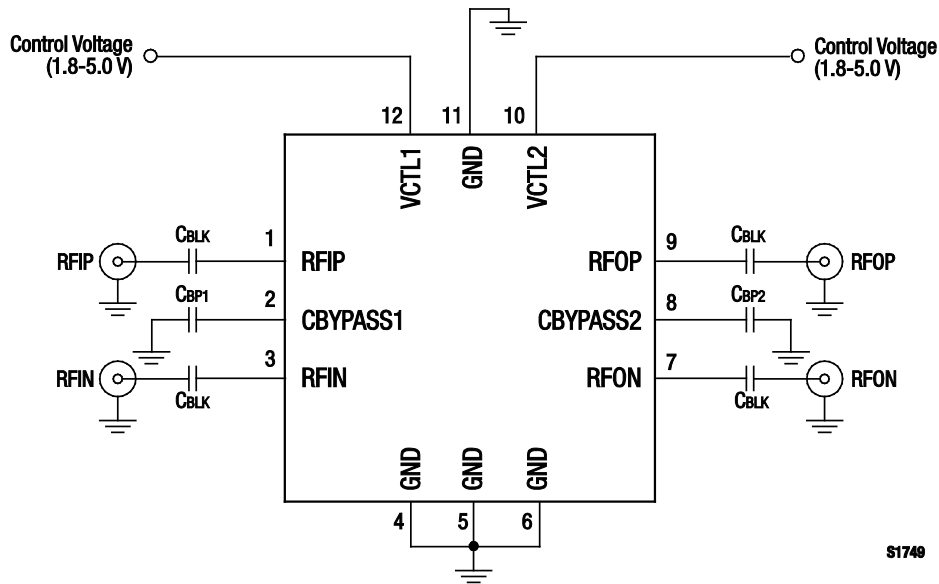 Control Voltage
(1.8-5.0 V)
Control Voltage
(1.8-5.0 V)
12
11
10
VCTL1
GND
VCTL2
RFIP
CBLK
1
RFIP
RFOP
9
CBLK
RFOP
CBP1
2
CBYPASS1
CBYPASS2
8
CBP2
RFIN
CBLK
3
RFIN
RFON
7
CBLK
RFON
GND
GND
GND
4
5
6
S1749